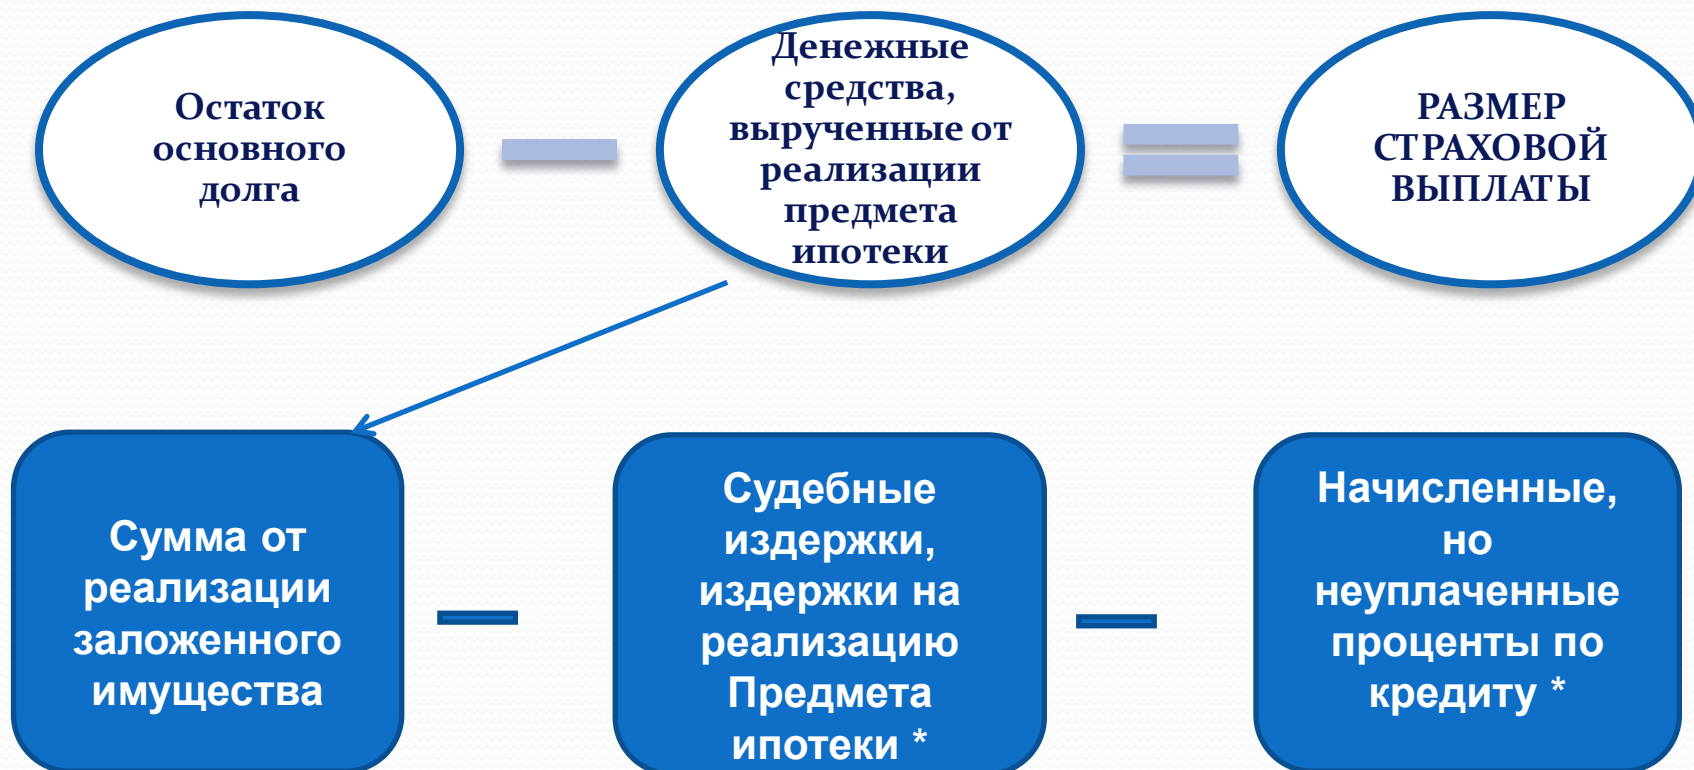 Остаток
основного
долга
Денежные
средства,
вырученные от
реализации
предмета
ипотеки
РАЗМЕР
СТРАХОВОЙ
ВЫПЛАТЫ
Сумма от
реализации
заложенного
имущества
Судебные
издержки,
издержки на
реализацию
Предмета
ипотеки *
Начисленные,
но
неуплаченные
проценты по
кредиту *